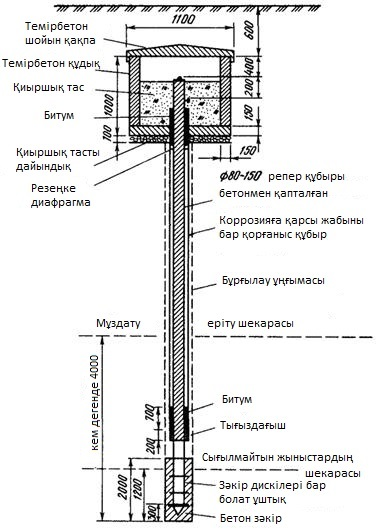 1100
600
Темірбетон
шойын қақпа
Темірбетон құдық
400
Қиыршық тас
200
1000
Битум
150
700
Қиыршық тасты
дайындық
150
Резеңке
диафрагма
ф80-150 репер құбыры
бетонмен қапталған
Коррозияға қарсы жабыны
бар қорғаныс құбыр
Бұрғылау ұңғымасы
Мұздату еріту шекарасы
кем дегенде 4000
700
Битум
Тығыздағыш
200
Сығылмайтын жыныстардың
шекарасы
2000
1200
Зәкір дискілері бар
болат ұштық
300
Бетон зәкір